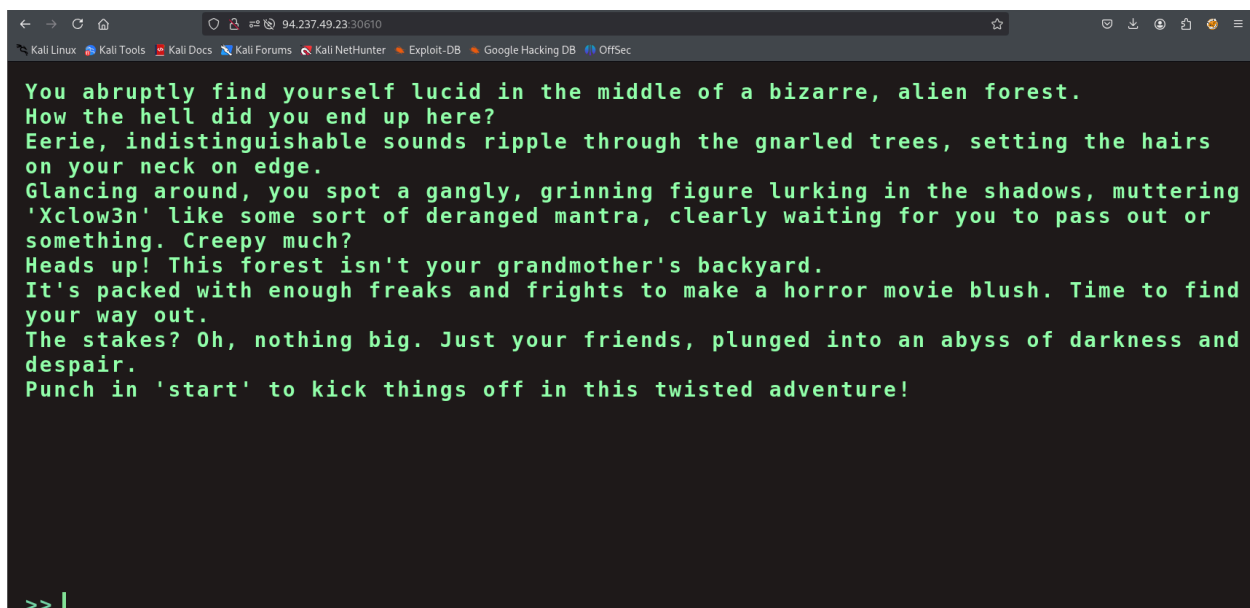 94.237.49.23:30610
Kali Linux Kali Tools Kali Docs Kali Forums Kali NetHunter Exploit-DB Google Hacking DB OffSec
You abruptly find yourself lucid in the middle of a bizarre, alien forest.
How the hell did you end up here?
Eerie, indistinguishable sounds ripple through the gnarled trees, setting the hairs
on your neck on edge.
Glancing around, you spot a gangly, grinning figure lurking in the shadows, muttering
'Xclow3n' like some sort of deranged mantra, clearly waiting for you to pass out or
something. Creepy much?
Heads up! This forest isn't your grandmother's backyard.
It's packed with enough freaks and frights to make a horror movie blush. Time to find
your way out.
The stakes? Oh, nothing big. Just your friends, plunged into an abyss of darkness and
despair.
Punch in 'start' to kick things off in this twisted adventure!
>>